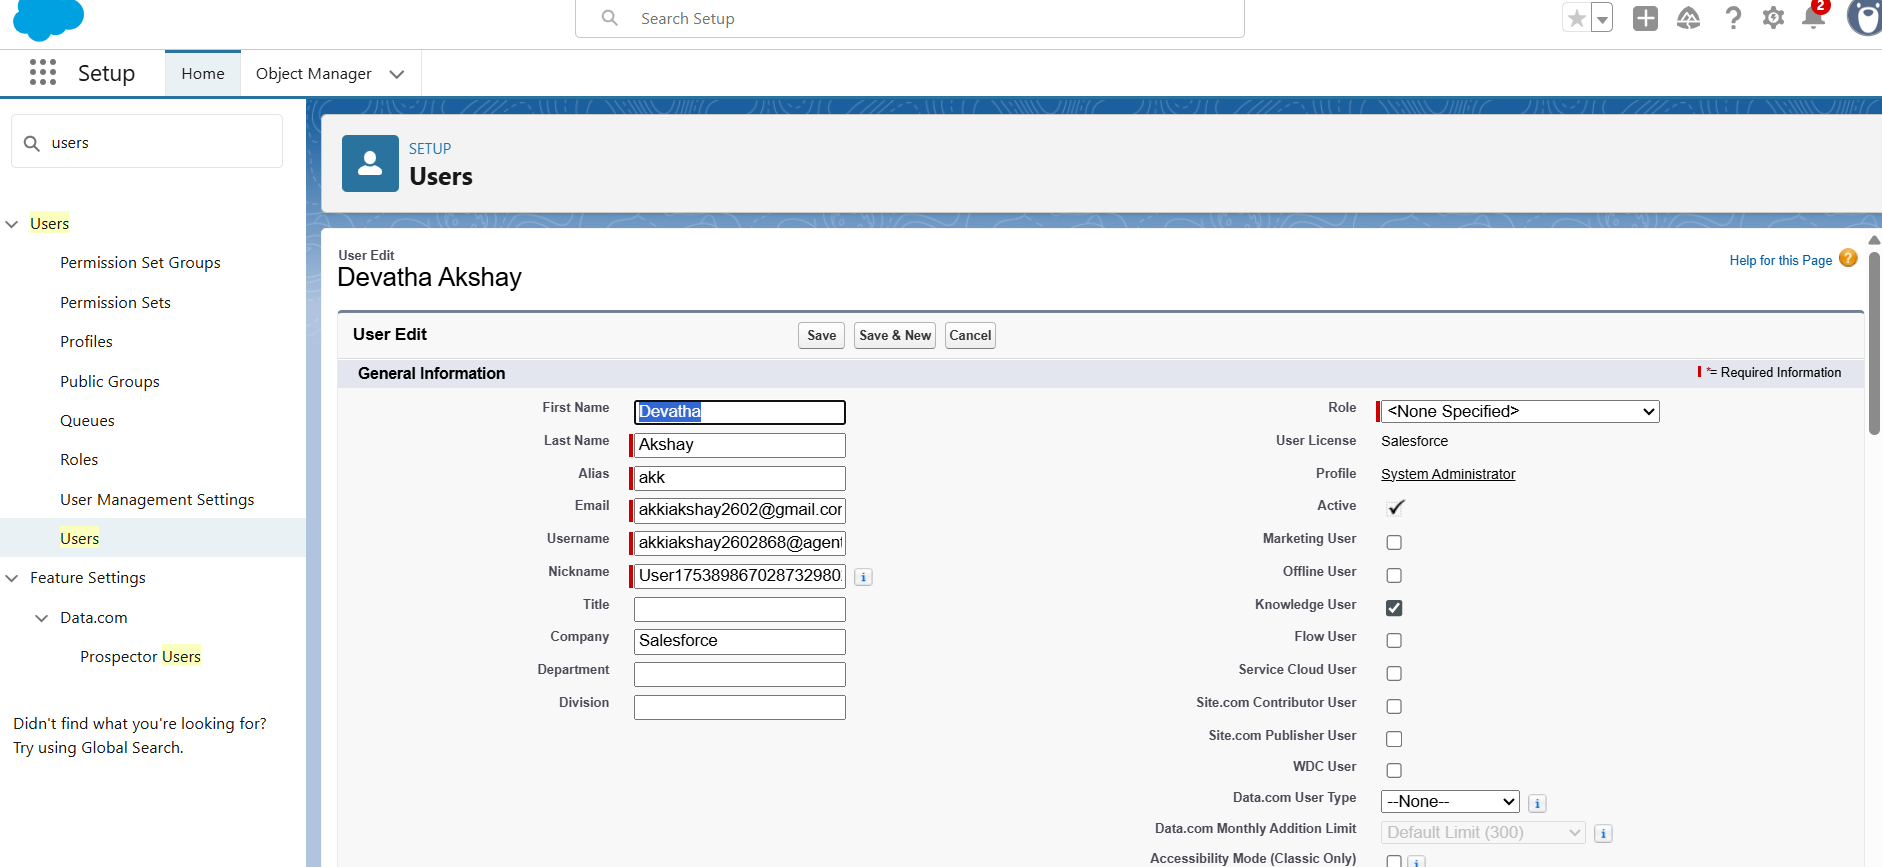 Search Setup
2
Setup
Home
Object Manager
users
Users
Permission Set Groups
Permission Sets
Profiles
Public Groups
Queues
Roles
User Management Settings
Users
Feature Settings
Data.com
Prospector Users
Didn't find what you're looking for?
Try using Global Search.
SETUP
Users
User Edit
Devatha Akshay
Help for this Page
User Edit
Save
Save & New
Cancel
General Information
*= Required Information
First Name Devatha
Last Name Akshay
Alias akk
Email akkiakshay2602@gmail.cor
Username akkiakshay2602868@agent
Nickname
Title
Company Salesforce
Department
Division
Role <None Specified>
User License Salesforce
Profile System Administrator
Active
Marketing User
Offline User
Knowledge User
Flow User
Service Cloud User
Site.com Contributor User
Site.com Publisher User
WDC User
Data.com User Type --None--
Data.com Monthly Addition Limit Default Limit (300)
Accessibility Mode (Classic Only)